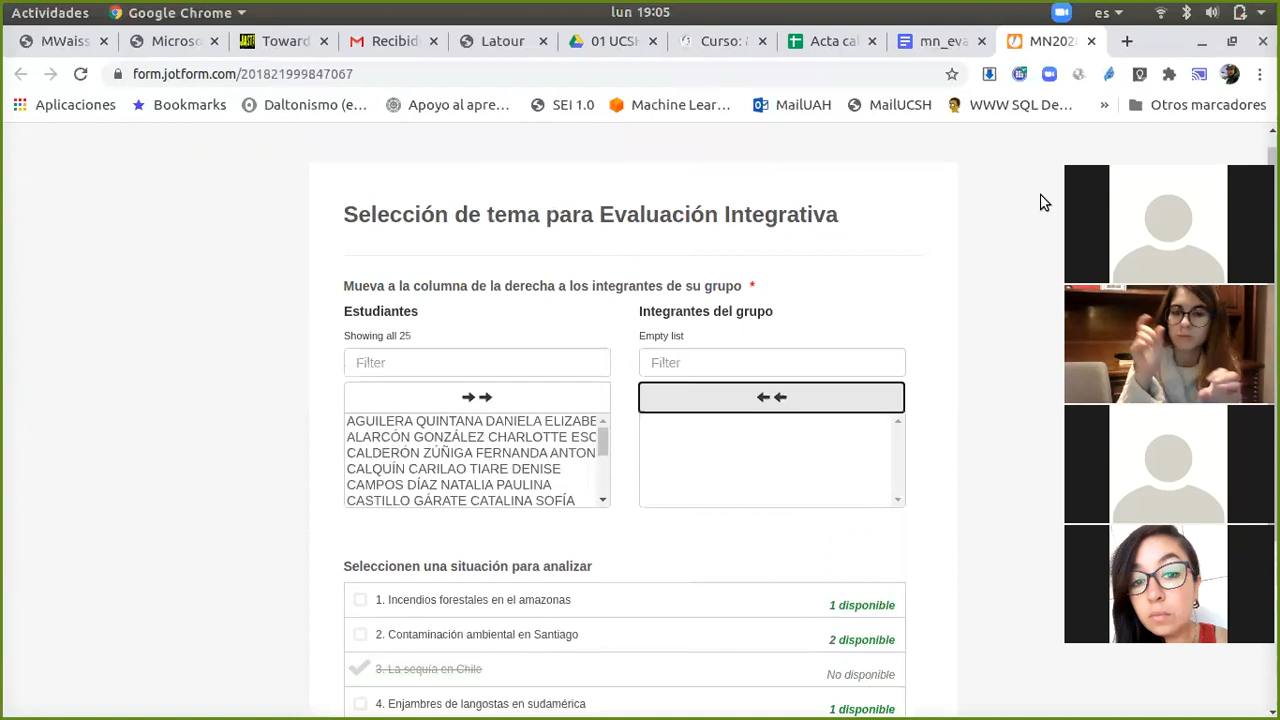 Actividades Google Chrome lun 19:05 es
MWaiss Microso Toward Recibid Latour 01 UCSH Curso: Acta cal mn_eva MN202
form.jotform.com/201821999847067
Aplicaciones Bookmarks Daltonismo (e... Apoyo al apre... SEI 1.0 Machine Lear... MailUAH MailUCSH WWW SQL De... » Otros marcadores
Selección de tema para Evaluación Integrativa
Mueva a la columna de la derecha a los integrantes de su grupo *
Estudiantes Integrantes del grupo
Showing all 25 Empty list
Filter Filter
AGUILERA QUINTANA DANIELA ELIZABE
ALARCÓN GONZÁLEZ CHARLOTTE ESC
CALDERÓN ZÚÑIGA FERNANDA ANTON
CALQUÍN CARILAO TIARE DENISE
CAMPOS DÍAZ NATALIA PAULINA
CASTILLO GÁRATE CATALINA SOFÍA
Seleccionen una situación para analizar
1. Incendios forestales en el amazonas 1 disponible
2. Contaminación ambiental en Santiago 2 disponible
3. La sequía en Chile No disponible
4. Enjambres de langostas en sudamérica 1 disponible